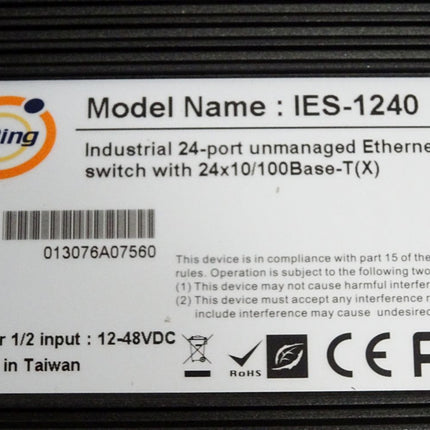 ing
Model Name : IES-1240
Industrial 24-port unmanaged Etherne
switch with 24x10/100Base-T(X)
013076A07560
This device is in compliance with part 15 of the
rules. Operation is subject to the following two
(1) This device may not cause harmful interfer
(2) This device must accept any interference r
include interference may cause undesired
r 1/2 input : 12-48VDC
in Taiwan
RoHS
CE F